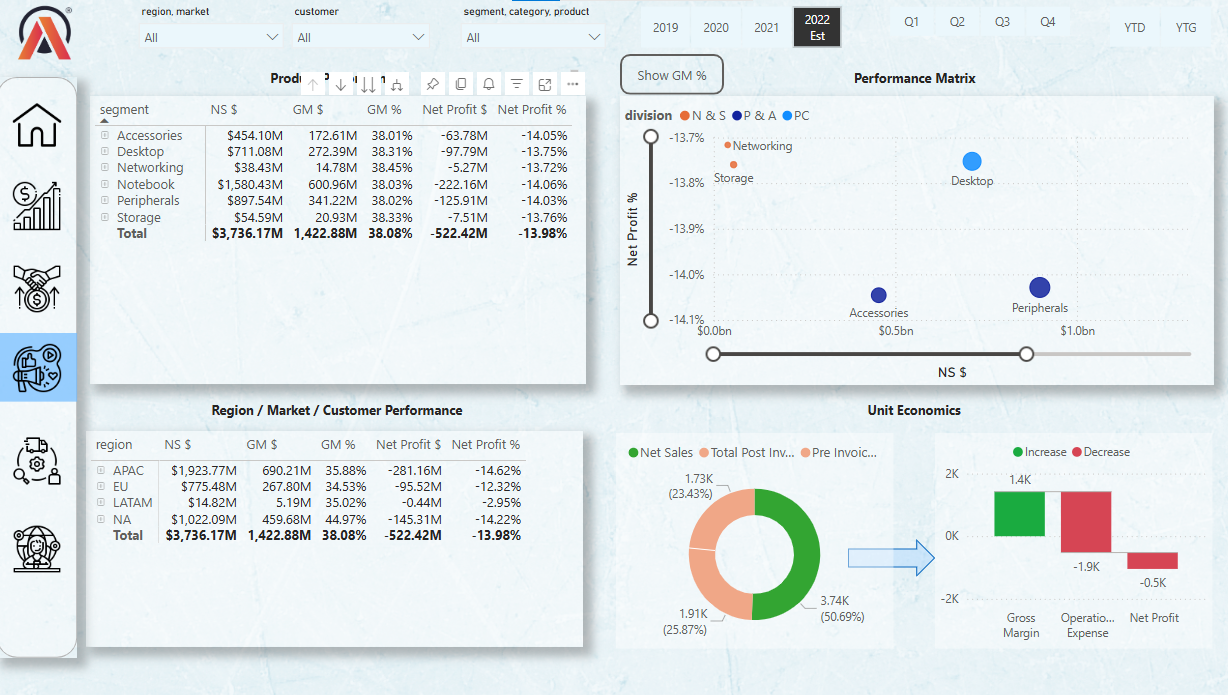 region, market customer segment, category, product
All All All
2019 2020 2021 2022 Est
Q1 Q2 Q3 Q4
YTD YTG
Show GM %
Performance Matrix
segment NS $ GM $ GM % Net Profit $ Net Profit %
Accessories $454.10M 172.61M 38.01% -63.78M -14.05%
Desktop $711.08M 272.39M 38.31% -97.79M -13.75%
Networking $38.43M 14.78M 38.45% -5.27M -13.72%
Notebook $1,580.43M 600.96M 38.03% -222.16M -14.06%
Peripherals $897.54M 341.22M 38.02% -125.91M -14.03%
Storage $54.59M 20.93M 38.33% -7.51M -13.76%
Total $3,736.17M 1,422.88M 38.08% -522.42M -13.98%
division N & S P & A PC
-13.7%
Networking
Storage
-13.8%
Desktop
-13.9%
Net Profit %
-14.0%
Accessories
Peripherals
-14.1%
$0.0bn $0.5bn $1.0bn
NS $
Region / Market / Customer Performance
region NS $ GM $ GM % Net Profit $ Net Profit %
APAC $1,923.77M 690.21M 35.88% -281.16M -14.62%
EU $775.48M 267.80M 34.53% -95.52M -12.32%
LATAM $14.82M 5.19M 35.02% -0.44M -2.95%
NA $1,022.09M 459.68M 44.97% -145.31M -14.22%
Total $3,736.17M 1,422.88M 38.08% -522.42M -13.98%
Unit Economics
Net Sales Total Post Inv... Pre Invoic...
1.73K
(23.43%)
1.91K
(25.87%)
3.74K
(50.69%)
Increase Decrease
2K
1.4K
0K
-1.9K
-0.5K
-2K
Gross Margin
Operatio... Expense
Net Profit